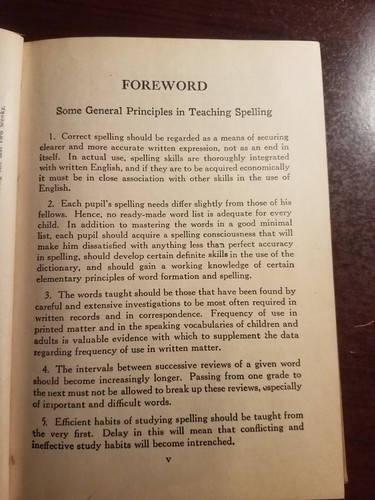 FOREWORD
Some General Principles in Teaching Spelling
1. Correct spelling should be regarded as a means of securing
clearer and more accurate written expression, not as an end in
itself. In actual use, spelling skills are thoroughly integrated
with written English, and if they are to be acquired economically
it must be in close association with other skills in the use of
English.
2. Each pupil's spelling needs differ slightly from those of his
fellows. Hence, no ready-made word list is adequate for every
child. In addition to mastering the words in a good minimal
list, each pupil should acquire a spelling consciousness that will
make him dissatisfied with anything less than perfect accuracy
in spelling, should develop certain definite skills in the use of the
dictionary, and should gain a working knowledge of certain
elementary principles of word formation and spelling.
3. The words taught should be those that have been found by
careful and extensive investigations to be most often required in
written records and in correspondence. Frequency of use in
printed matter and in the speaking vocabularies of children and
adults is valuable evidence with which to supplement the data
regarding frequency of use in written matter.
4. The intervals between successive reviews of a given word
should become increasingly longer. Passing from one grade to
the next must not be allowed to break up these reviews, especially
of important and difficult words.
5. Efficient habits of studying spelling should be taught from
the very first. Delay in this will mean that conflicting and
ineffective study habits will become intrenched.
v